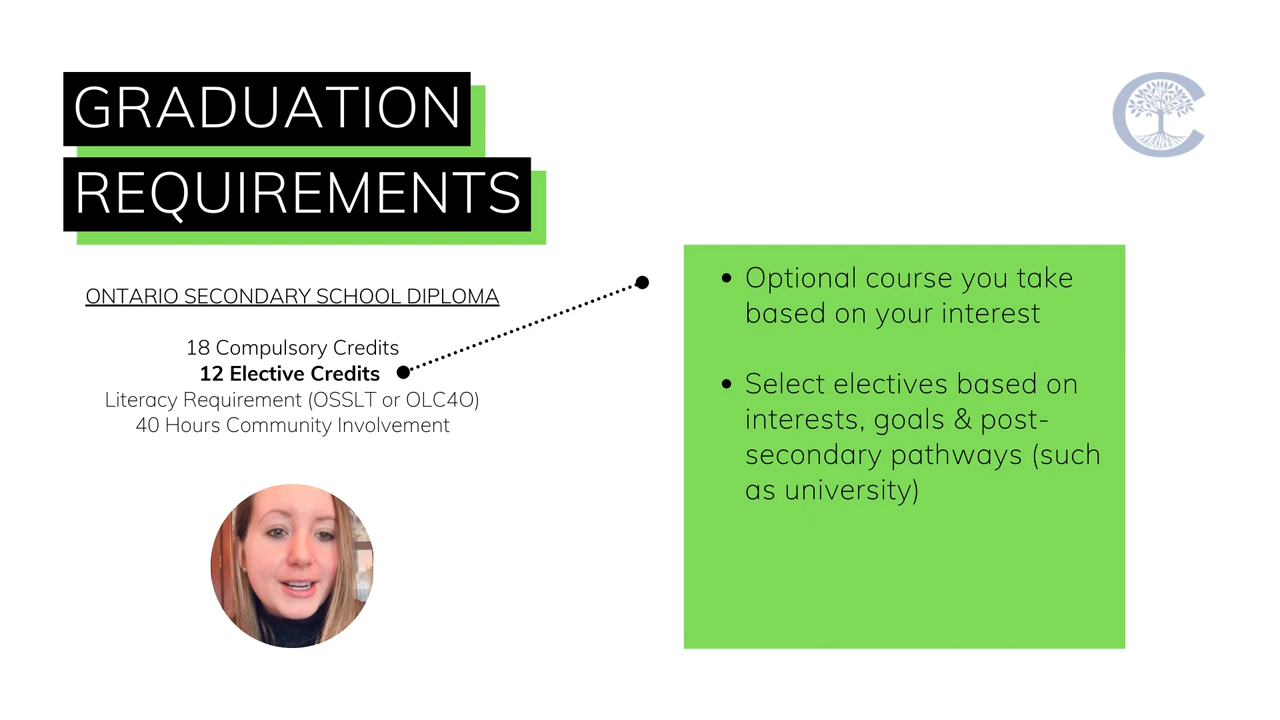 GRADUATION
REQUIREMENTS
ONTARIO SECONDARY SCHOOL DIPLOMA
18 Compulsory Credits
12 Elective Credits
Literacy Requirement (OSSLT or OLC4O)
40 Hours Community Involvement
• Optional course you take
based on your interest
• Select electives based on
interests, goals & post-
secondary pathways (such
as university)
C